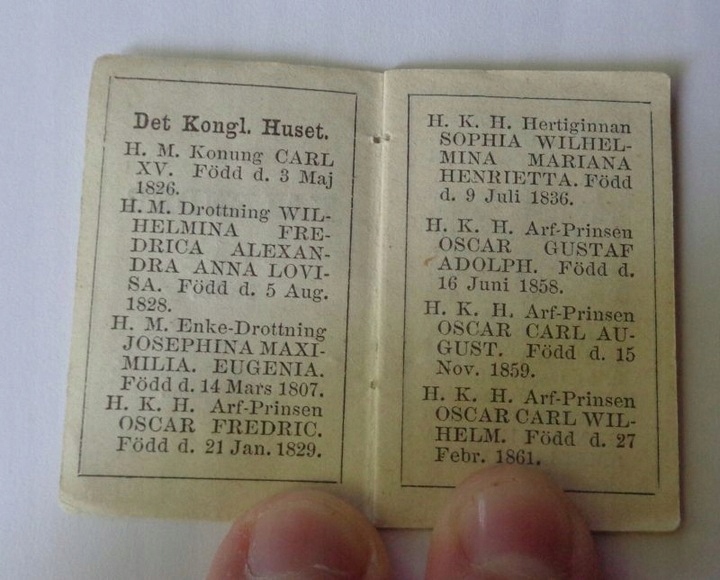 Det Kongl. Huset.
H. M. Konung CARL
XV. Född d. 3 Maj
1826.
H. M. Drottning WIL-
HELMINA FRE-
DRICA ALEXAN-
DRA ANNA LOVI-
SA. Född d. 5 Aug.
1828.
H. M. Enke-Drottning
JOSEPHINA MAXI-
MILIA. EUGENIA.
Född d. 14 Mars 1807.
H. K. H. Arf-Prinsen
OSCAR FREDRIC.
Född d. 21 Jan. 1829.
H. K. H. Hertiginnan
SOPHIA WILHEL-
MINA MARIANA
HENRIETTA. Född
d. 9 Juli 1836.
H. K. H. Arf-Prinsen
OSCAR GUSTAF
ADOLPH. Född d.
16 Juni 1858.
H. K. H. Arf-Prinsen
OSCAR CARL AU-
GUST. Född d. 15
Nov. 1859.
H. K. H. Arf-Prinsen
OSCAR CARL WIL-
HELM. Född d. 27
Febr. 1861.